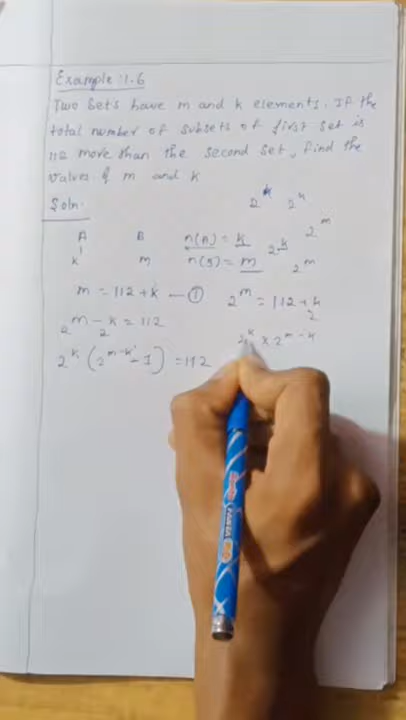 Example : 1.6
Two sets have m and k elements. If the
total number of subsets of first set is
112 more than the second set, find the
values of m and k
Soln.
2^k 2^k
2^m
A B n(A) = k 2^k
k m n(B) = m 2^m
m = 112 + k — ① 2^m = 112 + 2^k
2^m - 2^k = 112
2^k × 2^m-k
2^k (2^m-k - 1) = 112